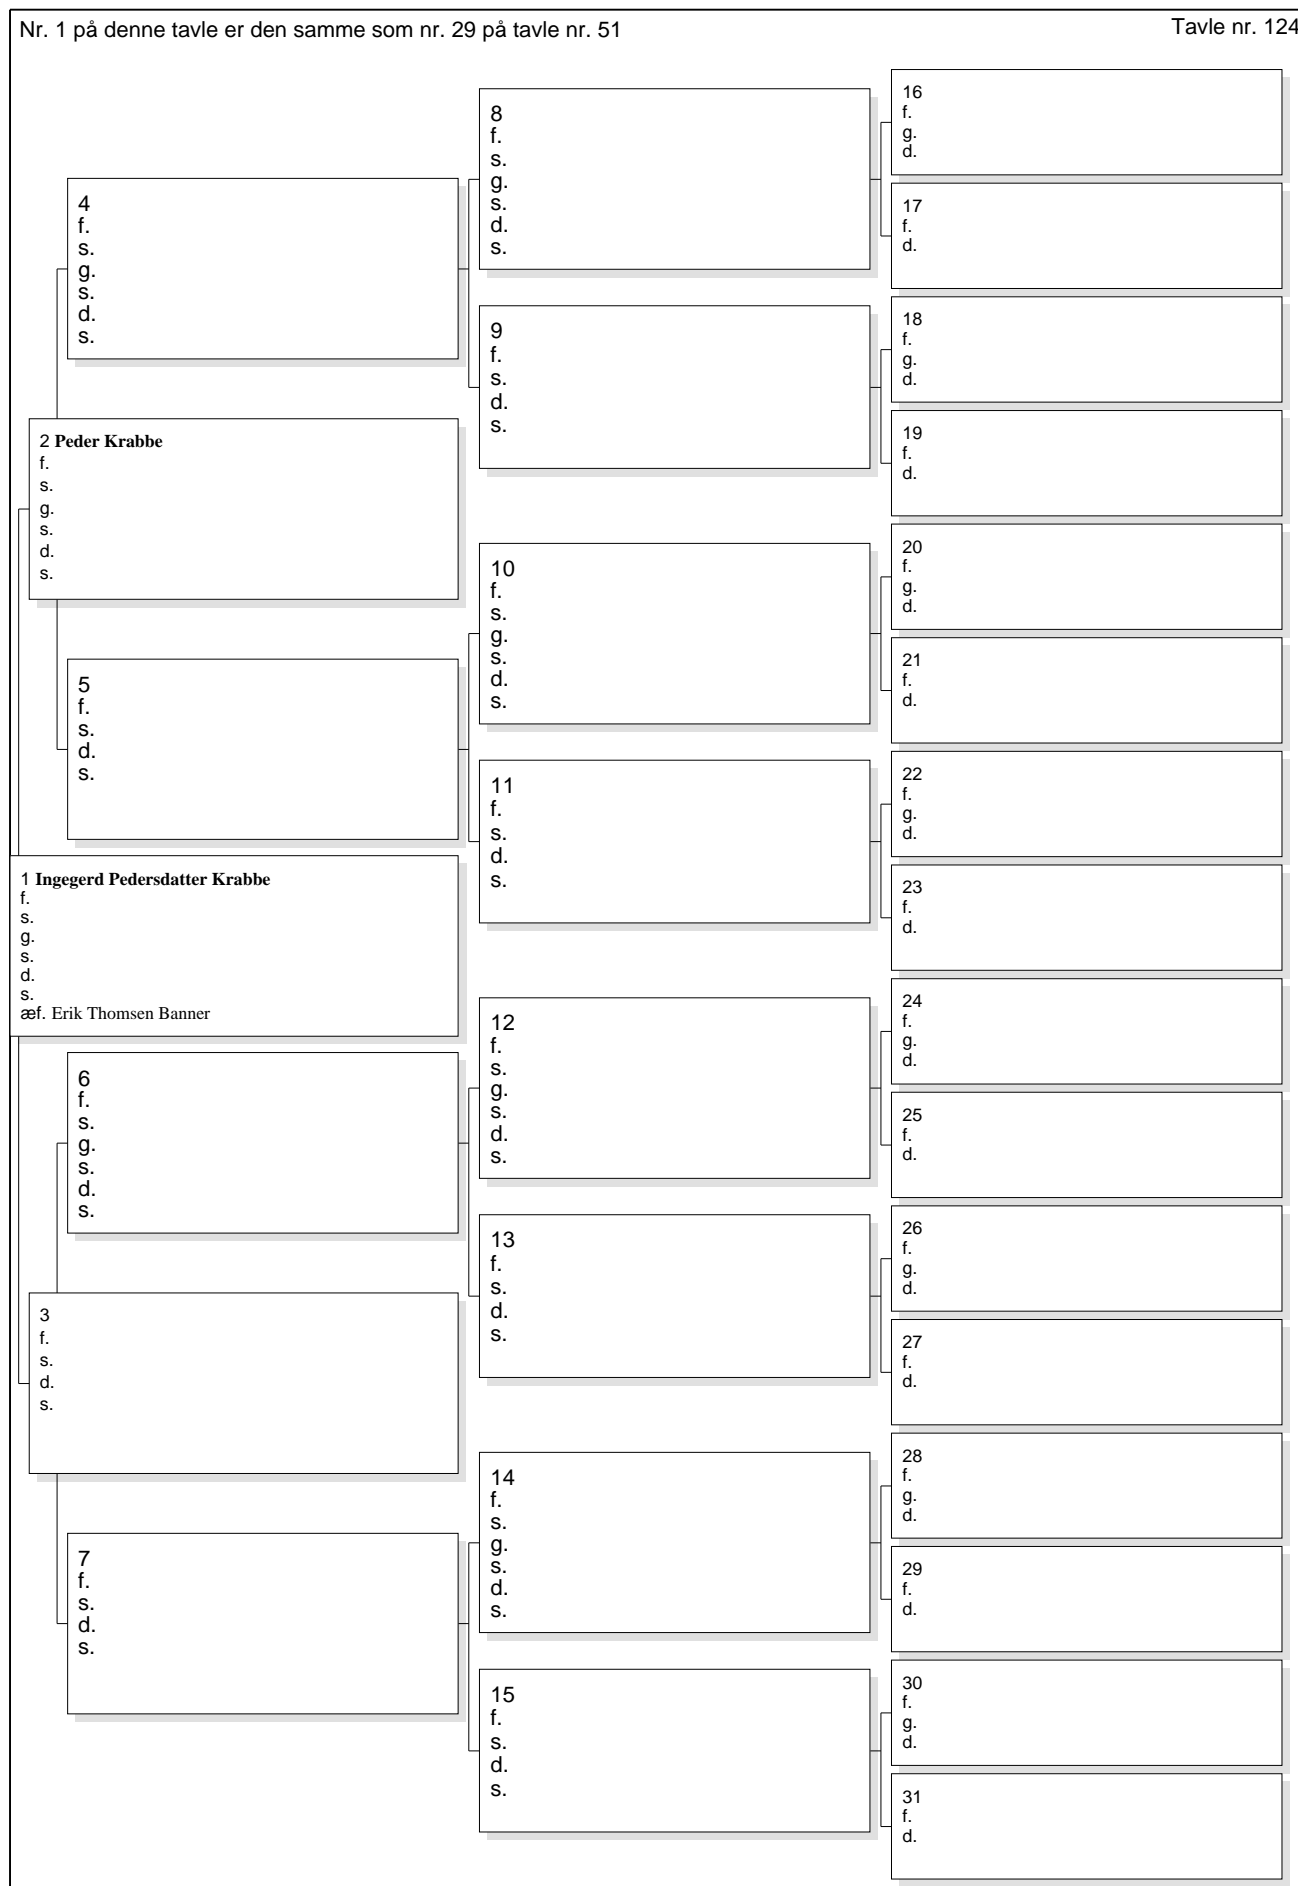 Nr. 1 på denne tavle er den samme som nr. 29 på tavle nr. 51
Tavle nr. 124
1 Ingegerd Pedersdatter Krabbe
f.
s.
g.
s.
d.
s.
æf. Erik Thomsen Banner
2 Peder Krabbe
f.
s.
g.
s.
d.
s.
3
f.
s.
d.
s.
4
f.
s.
g.
s.
d.
s.
5
f.
s.
d.
s.
6
f.
s.
g.
s.
d.
s.
7
f.
s.
d.
s.
8
f.
s.
g.
s.
d.
s.
9
f.
s.
d.
s.
10
f.
s.
g.
s.
d.
s.
11
f.
s.
d.
s.
12
f.
s.
g.
s.
d.
s.
13
f.
s.
d.
s.
14
f.
s.
g.
s.
d.
s.
15
f.
s.
d.
s.
16
f.
g.
d.
17
f.
d.
18
f.
g.
d.
19
f.
d.
20
f.
g.
d.
21
f.
d.
22
f.
g.
d.
23
f.
d.
24
f.
g.
d.
25
f.
d.
26
f.
g.
d.
27
f.
d.
28
f.
g.
d.
29
f.
d.
30
f.
g.
d.
31
f.
d.